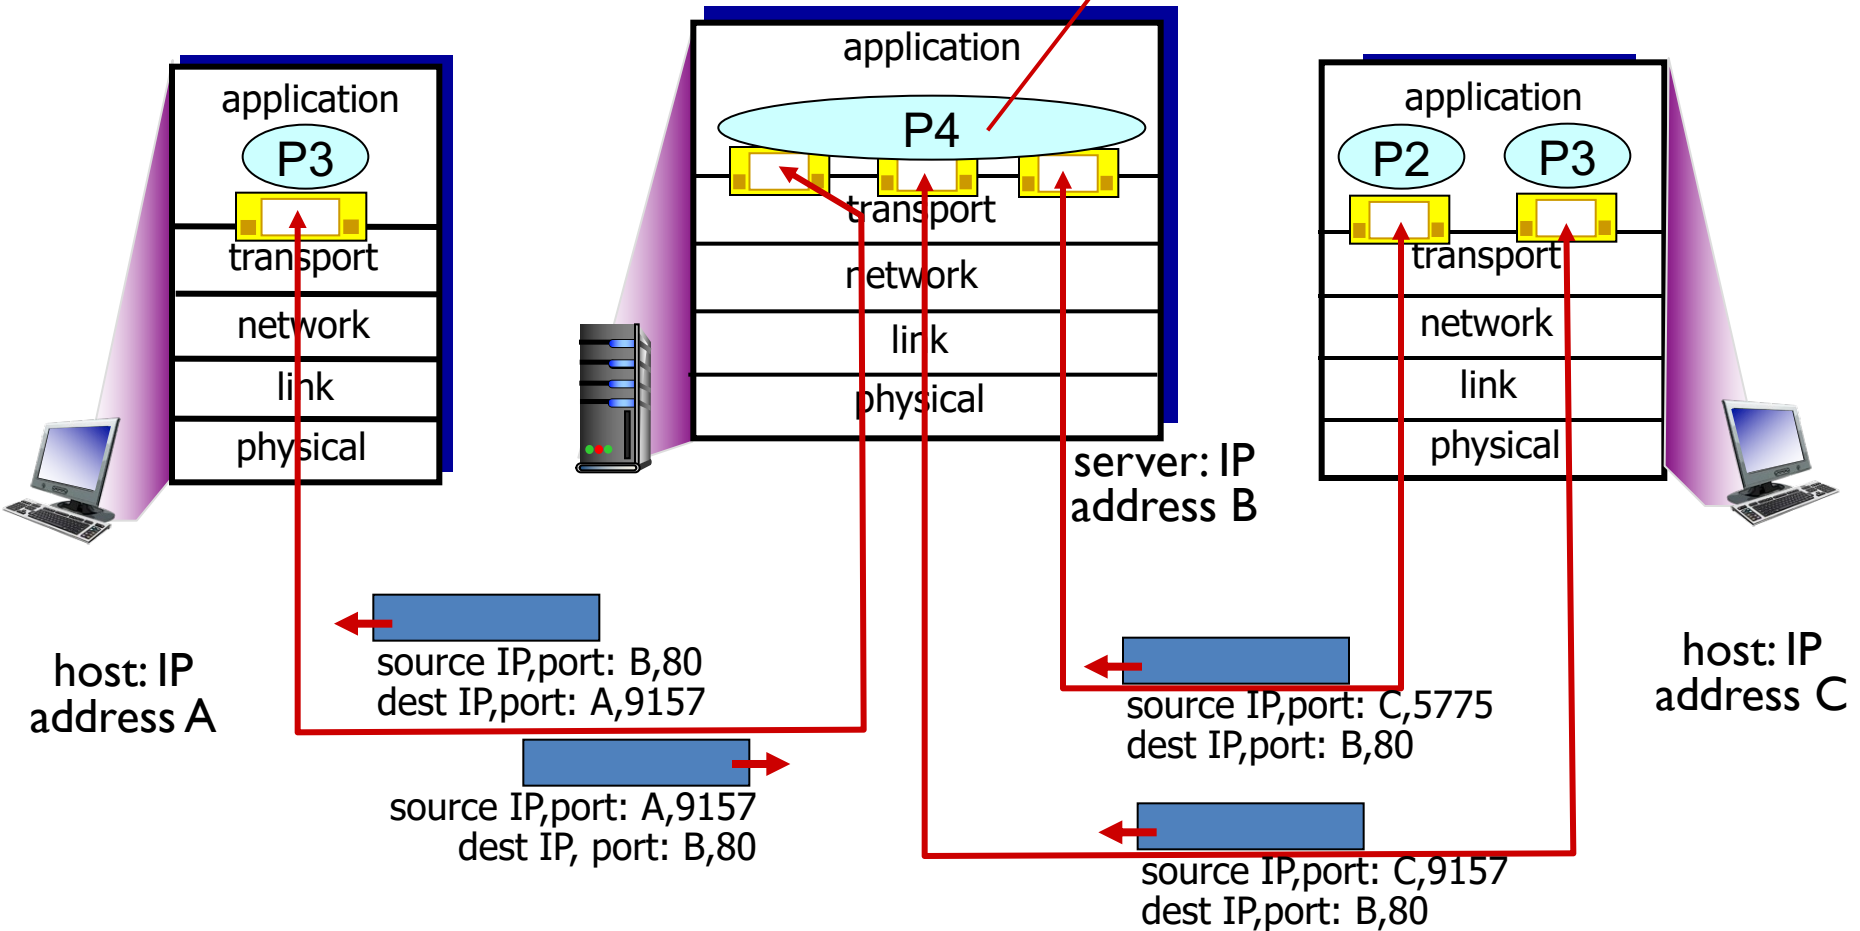 application
P3
transport
network
link
physical
host: IP
address A
application
P4
transport
network
link
physical
server: IP
address B
application
P2
P3
transport
network
link
physical
host: IP
address C
source IP,port: B,80
dest IP,port: A,9157
source IP,port: A,9157
dest IP, port: B,80
source IP,port: C,5775
dest IP,port: B,80
source IP,port: C,9157
dest IP,port: B,80